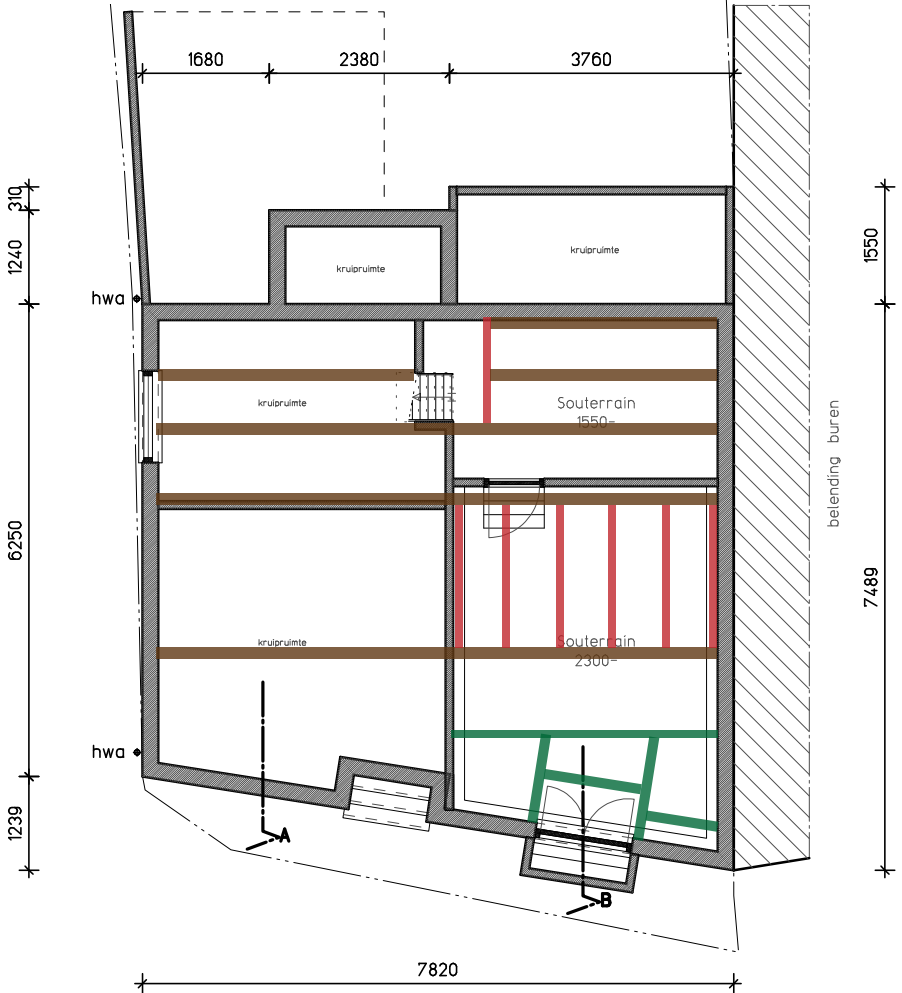 1680
2380
3760
310
1240
1550
kruipruimte
kruipruimte
hwa
kruipruimte
Souterrain
1550-
belending buren
6250
7489
kruipruimte
Souterrain
2300-
hwa
1239
A
B
7820